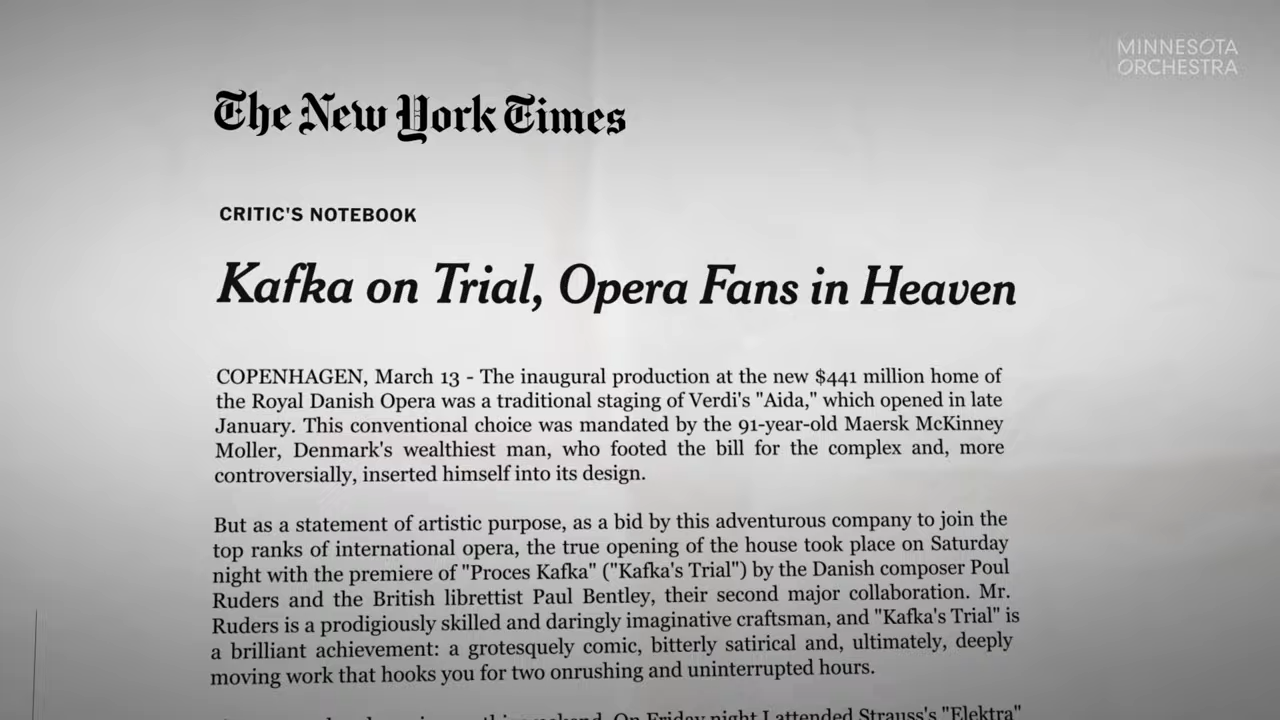 MINNESOTA
ORCHESTRA
The New York Times
CRITIC'S NOTEBOOK
Kafka on Trial, Opera Fans in Heaven
COPENHAGEN, March 13 - The inaugural production at the new $441 million home of
the Royal Danish Opera was a traditional staging of Verdi's "Aida," which opened in late
January. This conventional choice was mandated by the 91-year-old Maersk McKinney
Moller, Denmark's wealthiest man, who footed the bill for the complex and, more
controversially, inserted himself into its design.
But as a statement of artistic purpose, as a bid by this adventurous company to join the
top ranks of international opera, the true opening of the house took place on Saturday
night with the premiere of "Proces Kafka" ("Kafka's Trial") by the Danish composer Poul
Ruders and the British librettist Paul Bentley, their second major collaboration. Mr.
Ruders is a prodigiously skilled and daringly imaginative craftsman, and "Kafka's Trial" is
a brilliant achievement: a grotesquely comic, bitterly satirical and, ultimately, deeply
moving work that hooks you for two onrushing and uninterrupted hours.
weekend. On Friday night I attended Strauss's "Elektra"